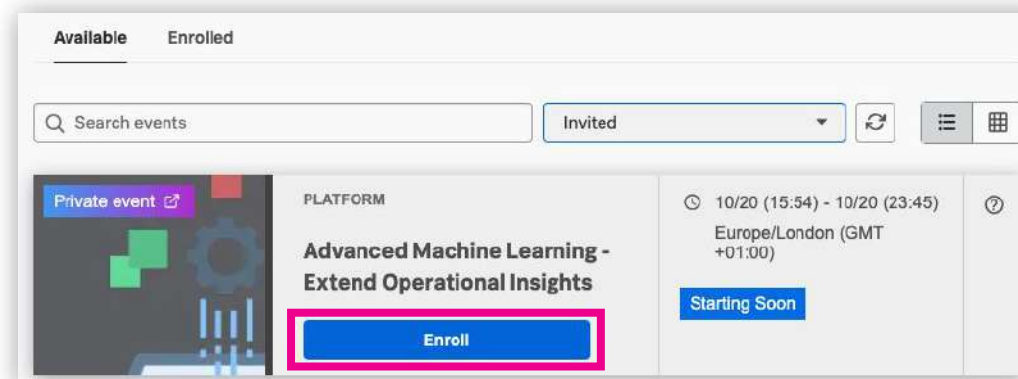 Available Enrolled
Search events
Invited
Private event
PLATFORM
Advanced Machine Learning -
Extend Operational Insights
Enroll
10/20 (15:54) - 10/20 (23:45)
Europe/London (GMT
+01:00)
Starting Soon